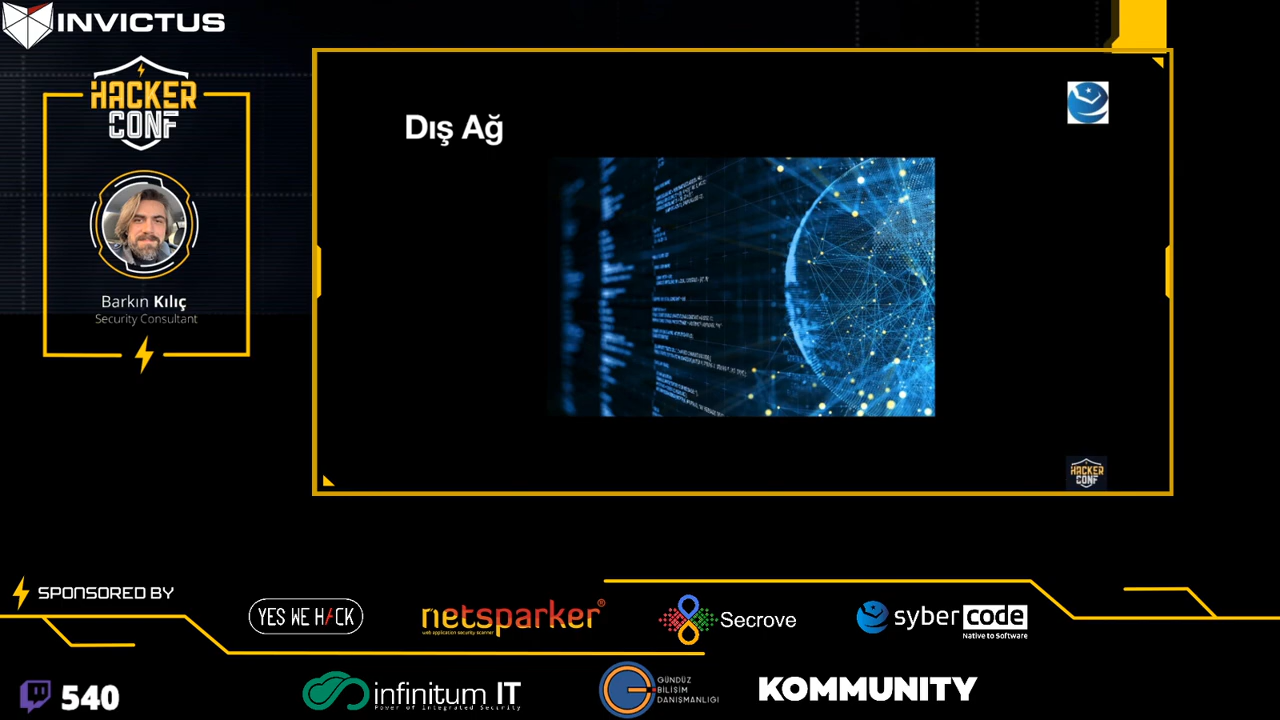 INVICTUS
HACKER
CONF
Barkın Kılıç
Security Consultant
Dış Ağ
HACKER
CONF
SPONSORED BY
YES WE H/CK
netsparker®
web application security scanner
Secrove
syber code
Native to Software
540
infinitum IT
Power of Integrated Security
GÜNDÜZ
BİLİŞİM
DANIŞMANLIĞI
KOMMUNITY